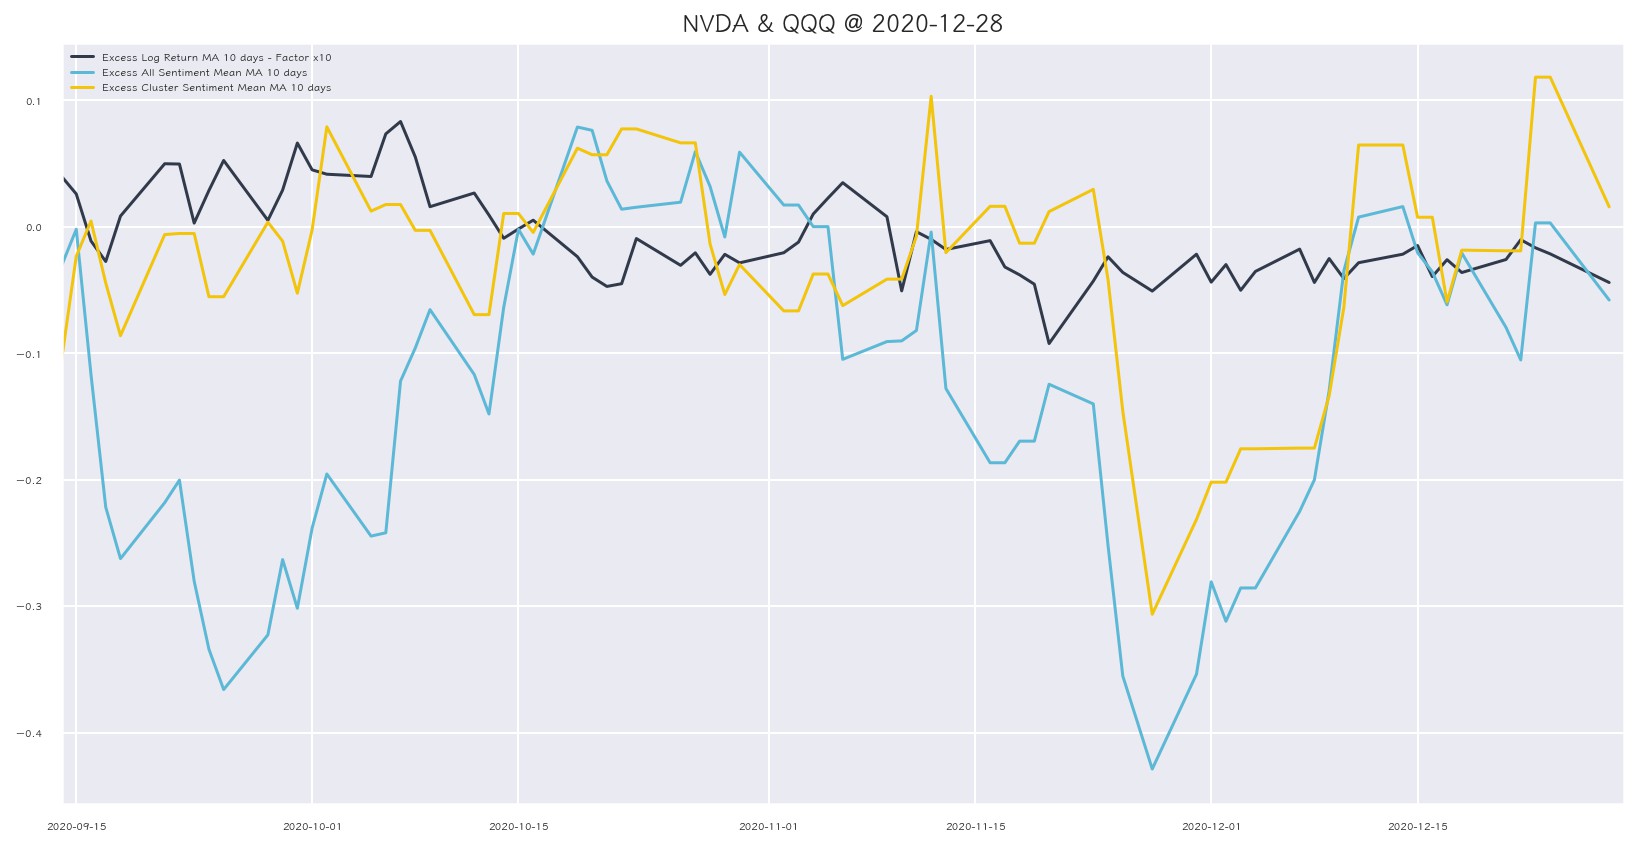 NVDA & QQQ @ 2020-12-28
Excess Log Return MA 10 days - Factor x10
Excess All Sentiment Mean MA 10 days
Excess Cluster Sentiment Mean MA 10 days
0.1
0.0
−0.1
−0.2
−0.3
−0.4
2020-09-15 2020-10-01 2020-10-15 2020-11-01 2020-11-15 2020-12-01 2020-12-15